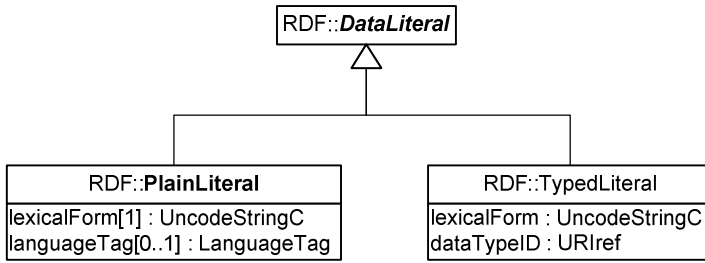 RDF::DataLiteral
RDF::PlainLiteral
lexicalForm[1] : UncodeStringC
languageTag[0..1] : LanguageTag
RDF::TypedLiteral
lexicalForm : UncodeStringC
dataTypeID : URIref